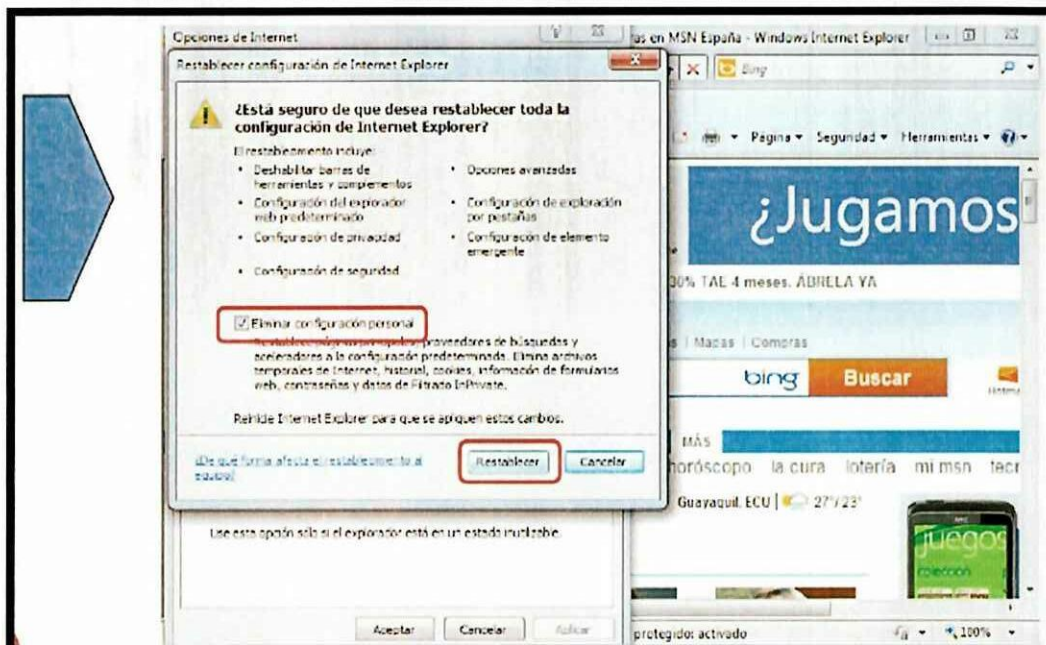 Opciones de Internet
as en MSN España - Windows Internet Explorer
Restablecer configuración de Internet Explorer
Bing
¿Está seguro de que desea restablecer toda la
configuración de Internet Explorer?
El restablecimiento incluye:
• Deshabilitar barras de
herramientas y complementos
• Configuración del explorador
web predeterminado
• Configuración de privacidad
• Configuración de seguridad
• Opciones avanzadas
• Configuración de exploración
por pestañas
• Configuración de elemento
emergente
Eliminar configuración personal
Restablece páginas principales, proveedores de búsquedas y
aceleradores a la configuración predeterminada. Elimina archivos
temporales de Internet, historial, cookies, información de formularios
web, contraseñas y datos de Filtrado InPrivate.
Reinicie Internet Explorer para que se apliquen estos cambios.
¿De qué forma afecta el restablecimiento al
equipo?
Restablecer
Cancelar
Use esta opción sólo si el explorador está en un estado inutilizable.
Aceptar
Cancelar
Aplicar
Página
Seguridad
Herramientas
¿Jugamos
30% TAE 4 meses. ÁBRELA YA
s | Mapas | Compras
bing
Buscar
MÁS
horóscopo la cura lotería mi msn tecr
Guayaquil, ECU | 27°/23°
juegos
colección
protegido: activado
100%